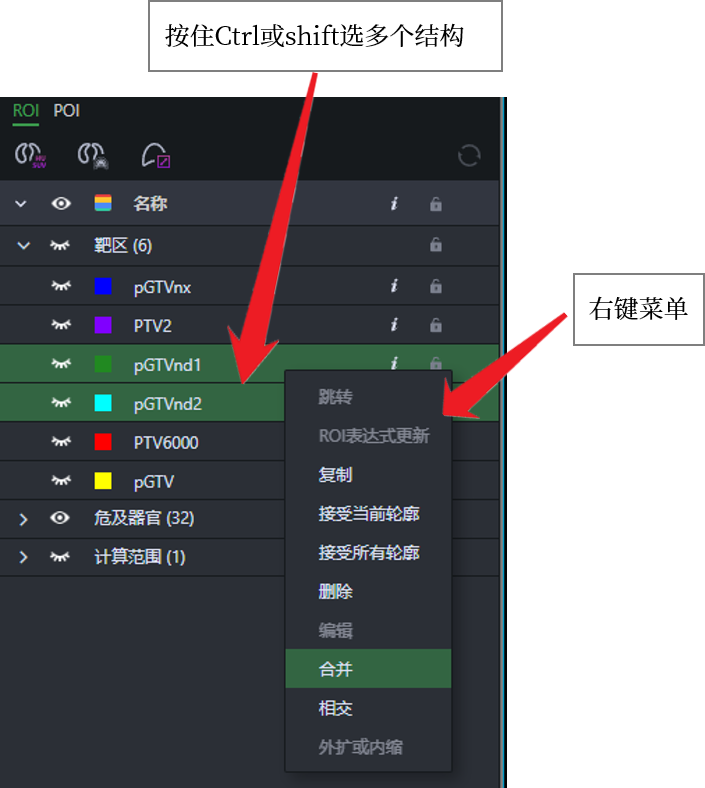 按住Ctrl或shift选多个结构
ROI POI
HU
SUV
名称 i
靶区 (6)
pGTVnx i
右键菜单
PTV2 i
pGTVnd1 i
pGTVnd2
PTV6000
pGTV
危及器官 (32)
计算范围 (1)
跳转
ROI表达式更新
复制
接受当前轮廓
接受所有轮廓
删除
编辑
合并
相交
外扩或内缩